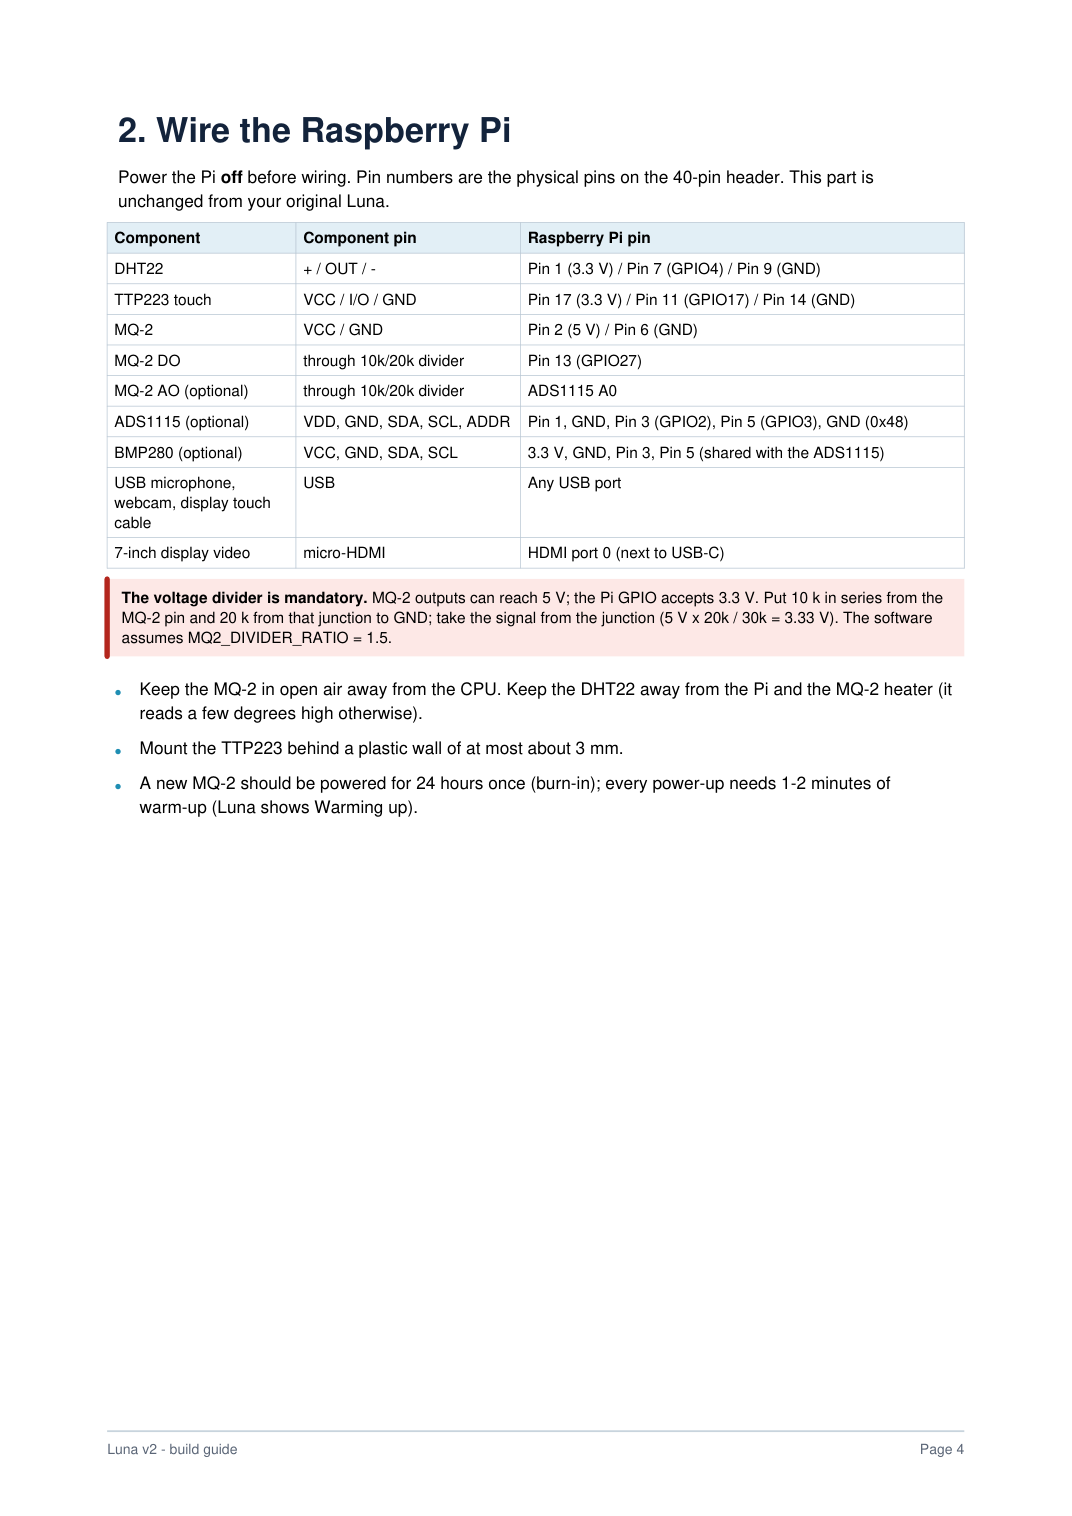 2. Wire the Raspberry Pi
Power the Pi off before wiring. Pin numbers are the physical pins on the 40-pin header. This part is
unchanged from your original Luna.
Component Component pin Raspberry Pi pin
DHT22 + / OUT / - Pin 1 (3.3 V) / Pin 7 (GPIO4) / Pin 9 (GND)
TTP223 touch VCC / I/O / GND Pin 17 (3.3 V) / Pin 11 (GPIO17) / Pin 14 (GND)
MQ-2 VCC / GND Pin 2 (5 V) / Pin 6 (GND)
MQ-2 DO through 10k/20k divider Pin 13 (GPIO27)
MQ-2 AO (optional) through 10k/20k divider ADS1115 A0
ADS1115 (optional) VDD, GND, SDA, SCL, ADDR Pin 1, GND, Pin 3 (GPIO2), Pin 5 (GPIO3), GND (0x48)
BMP280 (optional) VCC, GND, SDA, SCL 3.3 V, GND, Pin 3, Pin 5 (shared with the ADS1115)
USB microphone, USB Any USB port
webcam, display touch
cable
7-inch display video micro-HDMI HDMI port 0 (next to USB-C)
The voltage divider is mandatory. MQ-2 outputs can reach 5 V; the Pi GPIO accepts 3.3 V. Put 10 k in series from the
MQ-2 pin and 20 k from that junction to GND; take the signal from the junction (5 V x 20k / 30k = 3.33 V). The software
assumes MQ2_DIVIDER_RATIO = 1.5.
• Keep the MQ-2 in open air away from the CPU. Keep the DHT22 away from the Pi and the MQ-2 heater (it
reads a few degrees high otherwise).
• Mount the TTP223 behind a plastic wall of at most about 3 mm.
• A new MQ-2 should be powered for 24 hours once (burn-in); every power-up needs 1-2 minutes of
warm-up (Luna shows Warming up).
Luna v2 - build guide Page 4